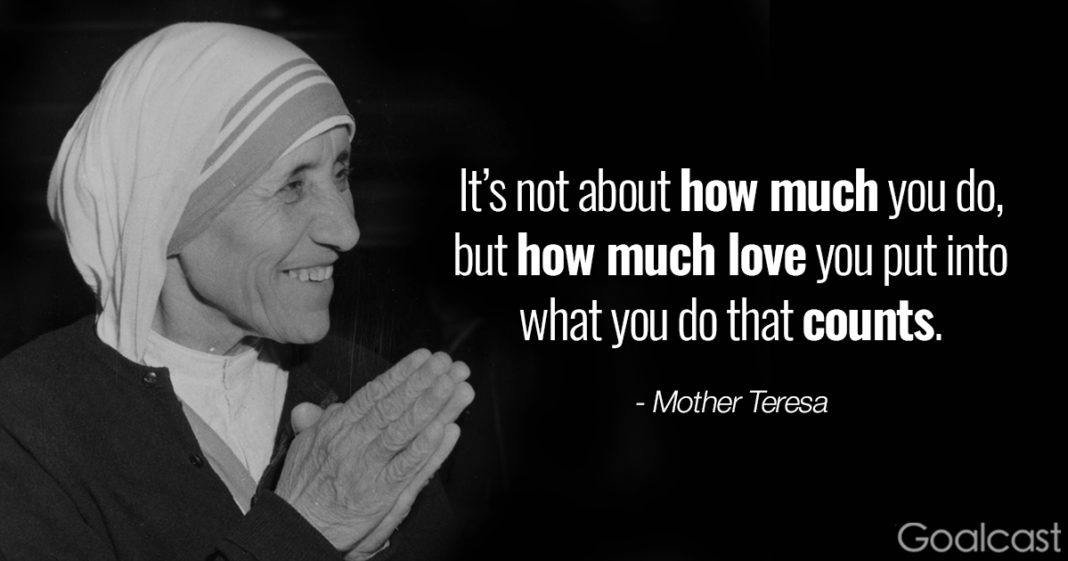 It’s not about how much you do,
but how much love you put into
what you do that counts.
- Mother Teresa
Goalcast